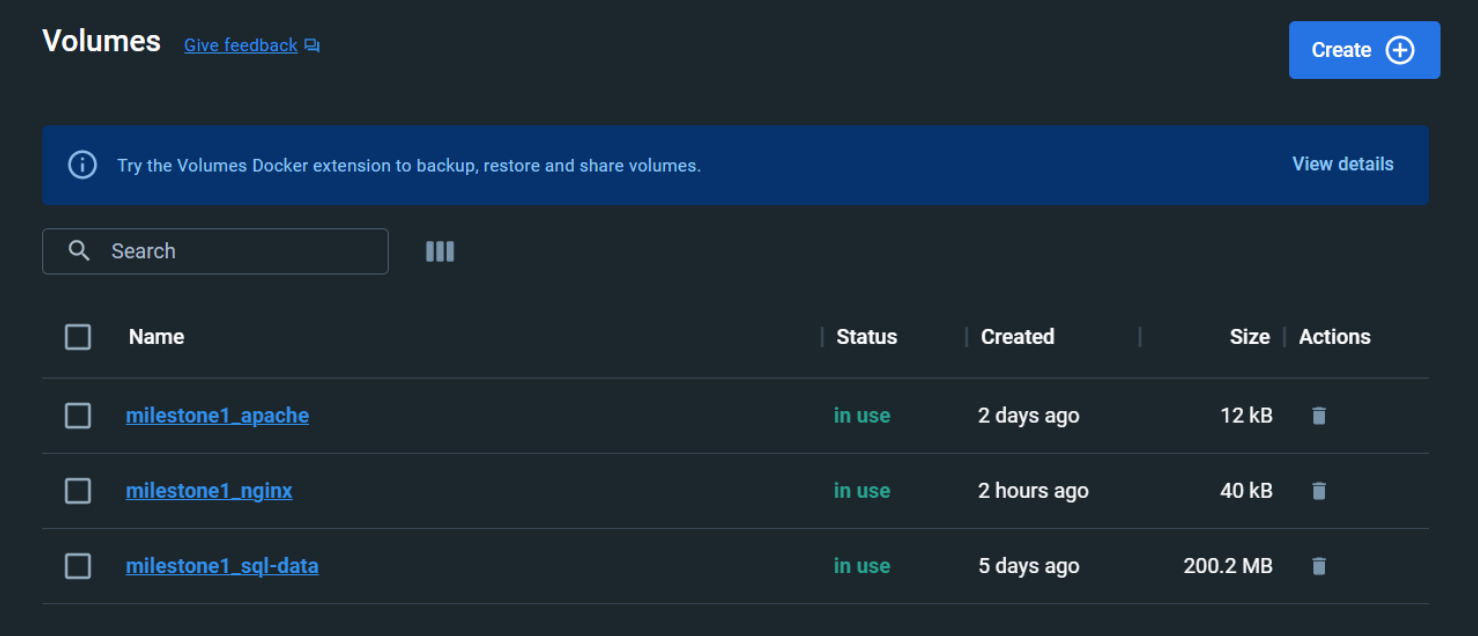 Volumes Give feedback
Create
Try the Volumes Docker extension to backup, restore and share volumes. View details
Search
Name Status Created Size Actions
milestone1_apache in use 2 days ago 12 kB
milestone1_nginx in use 2 hours ago 40 kB
milestone1_sql-data in use 5 days ago 200.2 MB